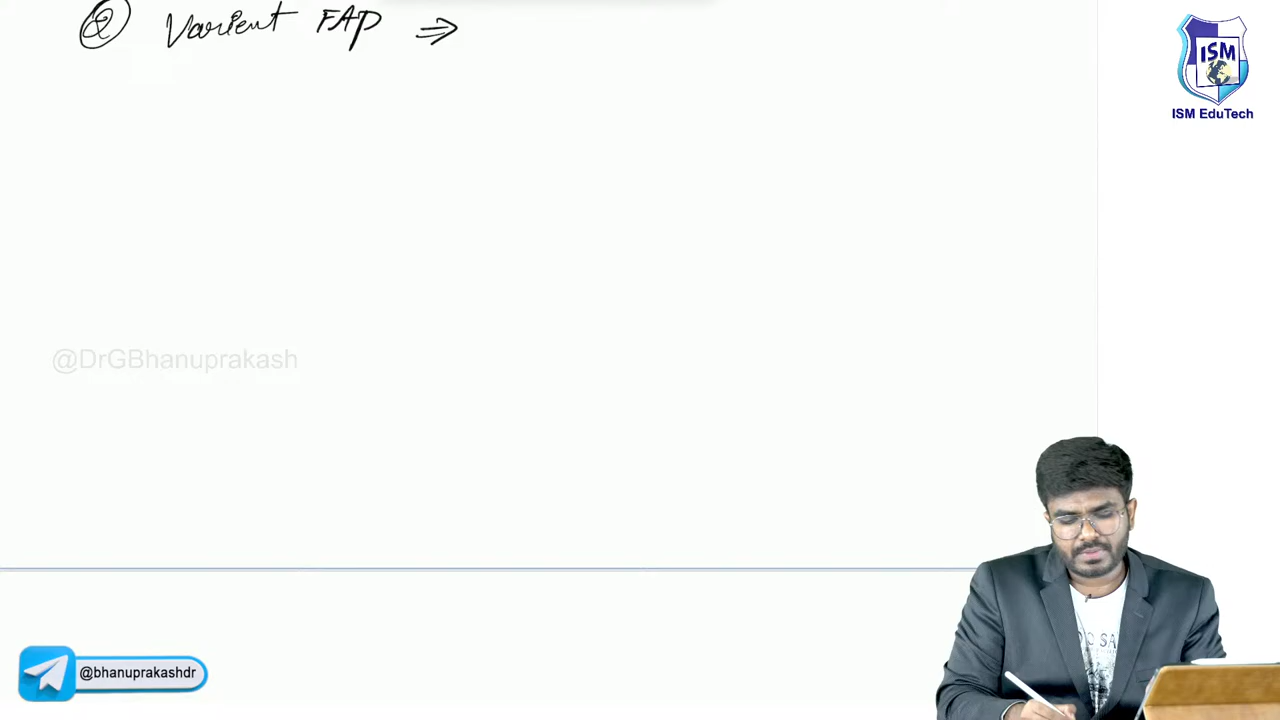 ② Varient FAP ⇒
ISM
ISM EduTech
@DrGBhanuprakash
@bhanuprakashdr